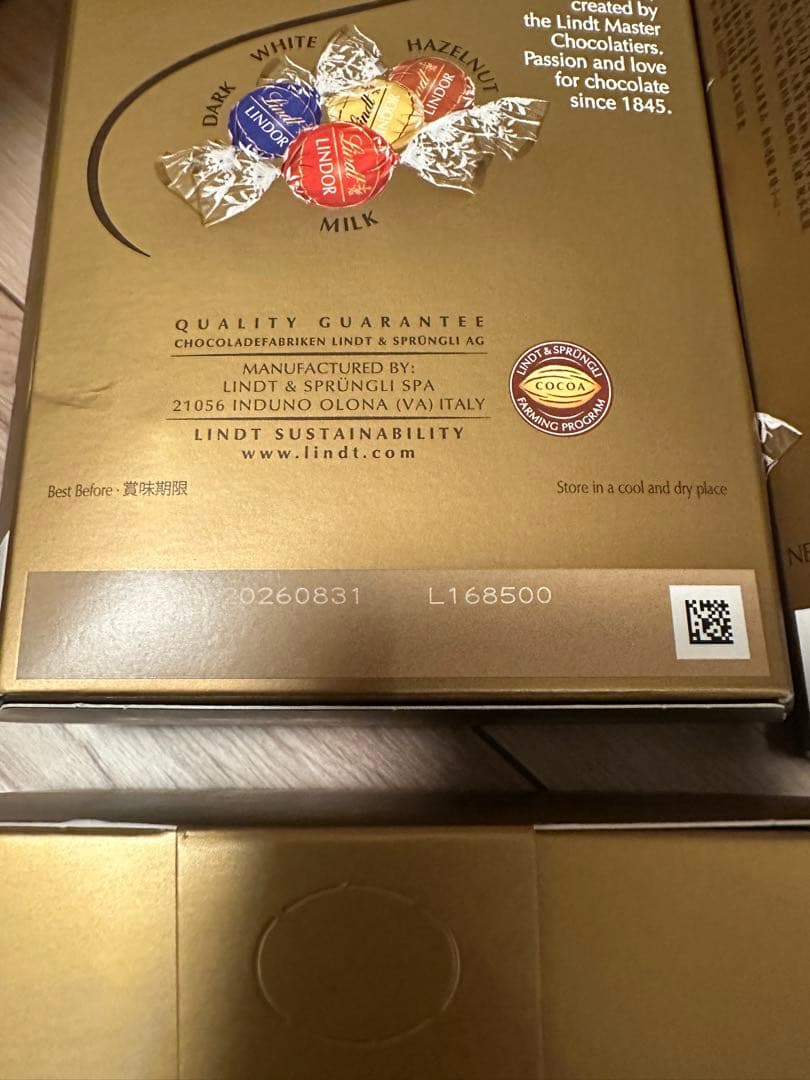 created by
the Lindt Master
Chocolatiers.
Passion and love
for chocolate
since 1845.
DARK
WHITE
HAZELNUT
MILK
Lindt
LINDOR
Lindt
Lindt
LINDOR
Lindt
LINDOR
QUALITY GUARANTEE
CHOCOLADEFABRIKEN LINDT & SPRÜNGLI AG
MANUFACTURED BY:
LINDT & SPRÜNGLI SPA
21056 INDUNO OLONA (VA) ITALY
LINDT SUSTAINABILITY
www.lindt.com
LINDT & SPRÜNGLI
COCOA
FARMING PROGRAM
Best Before · 賞味期限
Store in a cool and dry place
20260831 L168500